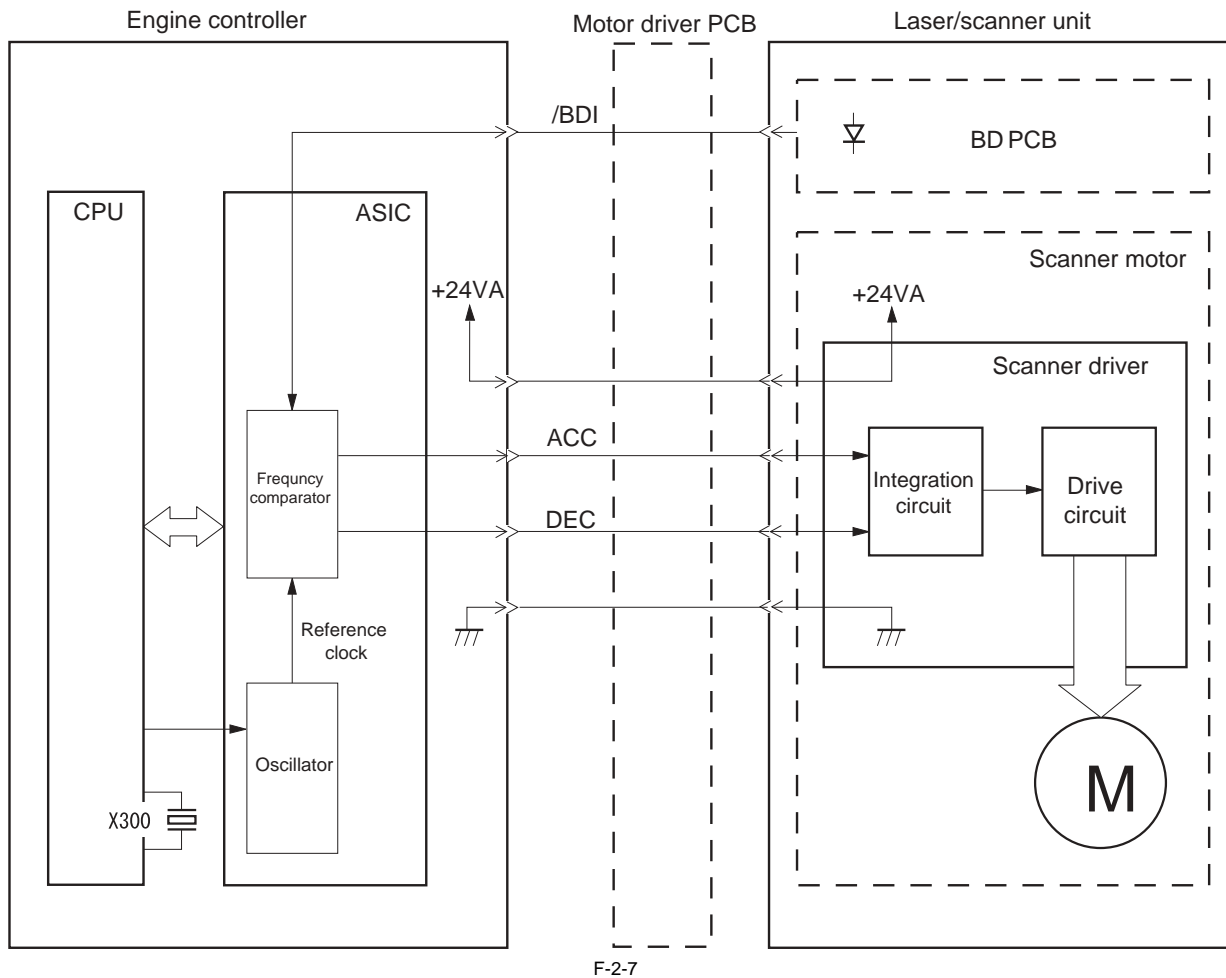 Engine controller
Motor driver PCB
Laser/scanner unit
/BDI
BD PCB
CPU
ASIC
Scanner motor
+24VA
+24VA
Scanner driver
ACC
Frequncy
comparator
Integration
circuit
Drive
circuit
DEC
Reference
clock
Oscillator
X300
M
F-2-7